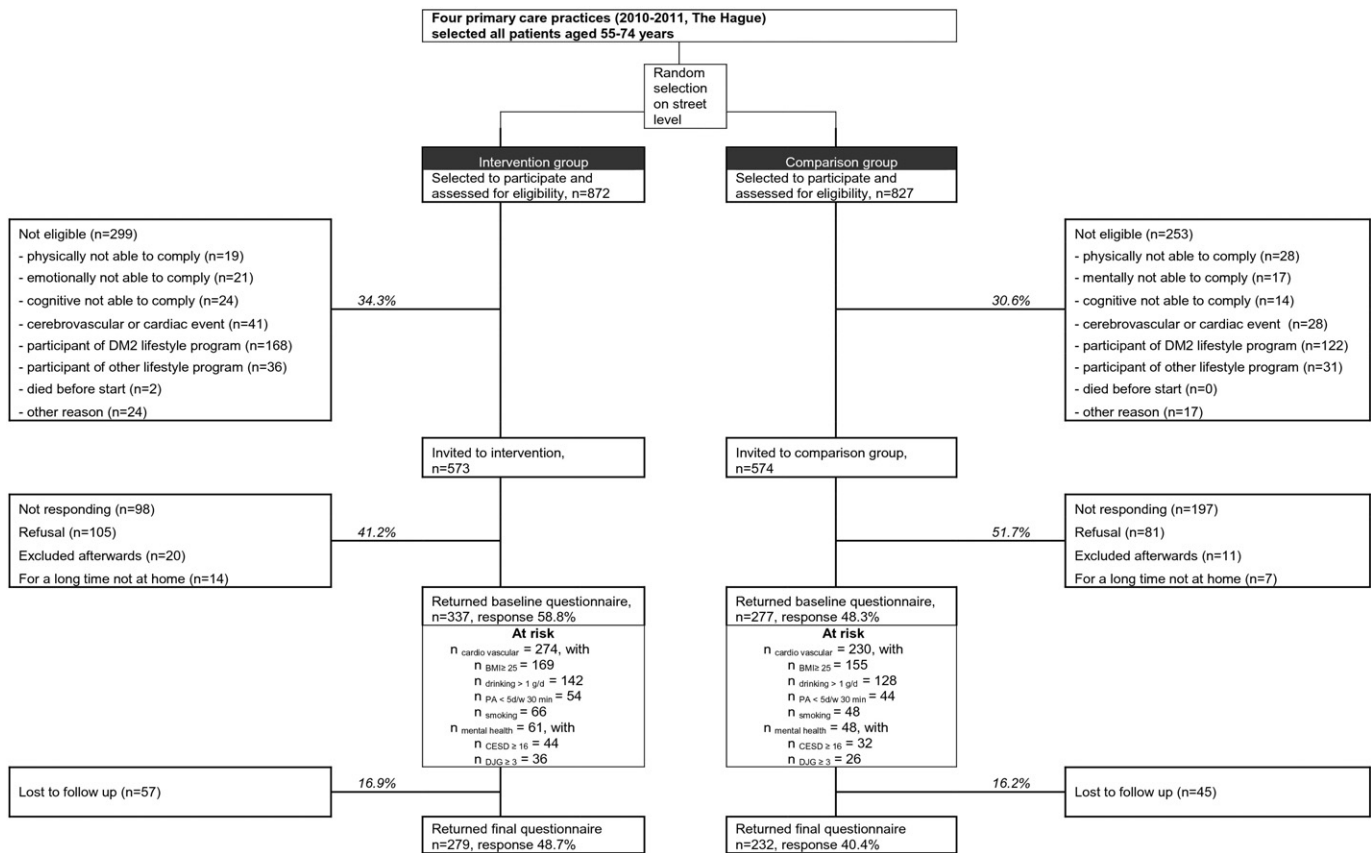 Four primary care practices (2010-2011, The Hague)
selected all patients aged 55-74 years
Random
selection
on street
level
Intervention group
Selected to participate and
assessed for eligibility, n=872
Comparison group
Selected to participate and
assessed for eligibility, n=827
Not eligible (n=299)
- physically not able to comply (n=19)
- emotionally not able to comply (n=21)
- cognitive not able to comply (n=24)
- cerebrovascular or cardiac event (n=41)
- participant of DM2 lifestyle program (n=168)
- participant of other lifestyle program (n=36)
- died before start (n=2)
- other reason (n=24)
34.3%
30.6%
Not eligible (n=253)
- physically not able to comply (n=28)
- mentally not able to comply (n=17)
- cognitive not able to comply (n=14)
- cerebrovascular or cardiac event (n=28)
- participant of DM2 lifestyle program (n=122)
- participant of other lifestyle program (n=31)
- died before start (n=0)
- other reason (n=17)
Invited to intervention,
n=573
Invited to comparison group,
n=574
Not responding (n=98)
Refusal (n=105)
Excluded afterwards (n=20)
For a long time not at home (n=14)
41.2%
51.7%
Not responding (n=197)
Refusal (n=81)
Excluded afterwards (n=11)
For a long time not at home (n=7)
Returned baseline questionnaire,
n=337, response 58.8%
At risk
n cardio vascular = 274, with
n BMI≥ 25 = 169
n drinking > 1 g/d = 142
n PA < 5d/w 30 min = 54
n smoking = 66
n mental health = 61, with
n CESD ≥ 16 = 44
n DJG ≥ 3 = 36
Returned baseline questionnaire,
n=277, response 48.3%
At risk
n cardio vascular = 230, with
n BMI≥ 25 = 155
n drinking > 1 g/d = 128
n PA < 5d/w 30 min = 44
n smoking = 48
n mental health = 48, with
n CESD ≥ 16 = 32
n DJG ≥ 3 = 26
Lost to follow up (n=57)
16.9%
16.2%
Lost to follow up (n=45)
Returned final questionnaire
n=279, response 48.7%
Returned final questionnaire
n=232, response 40.4%